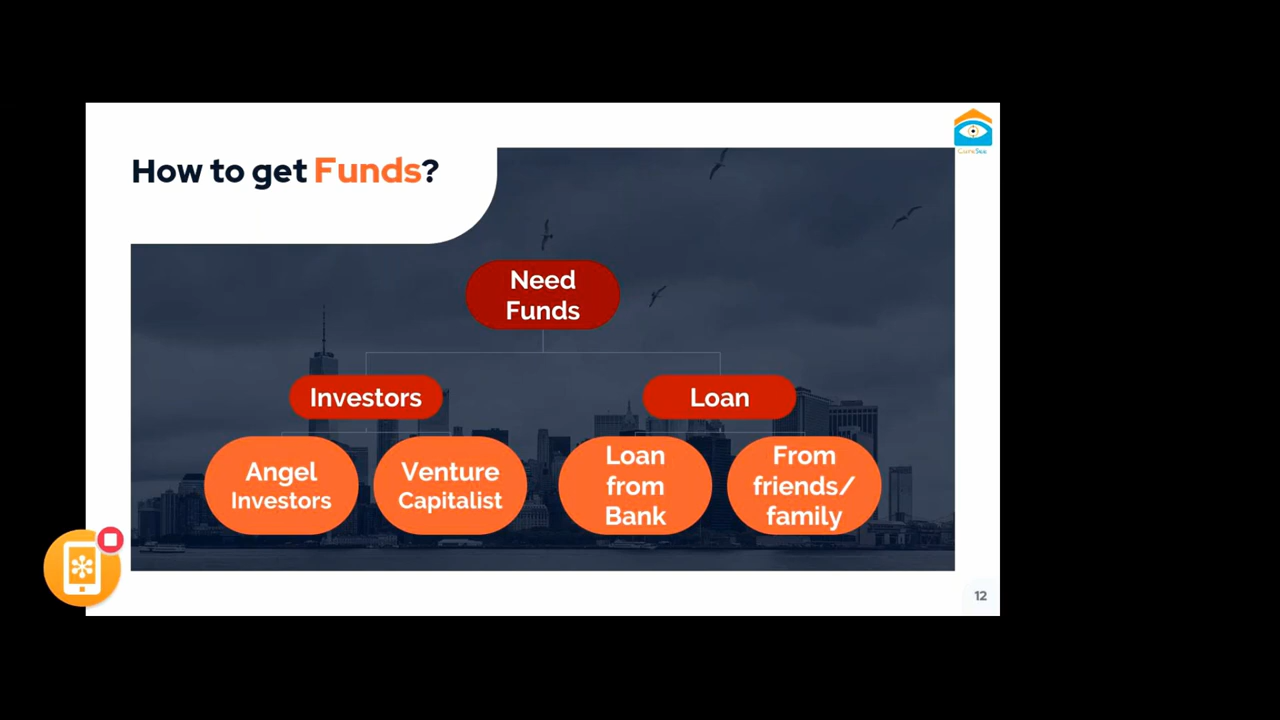 How to get Funds?
Need
Funds
Investors
Loan
Angel
Investors
Venture
Capitalist
Loan
from
Bank
From
friends/
family
12